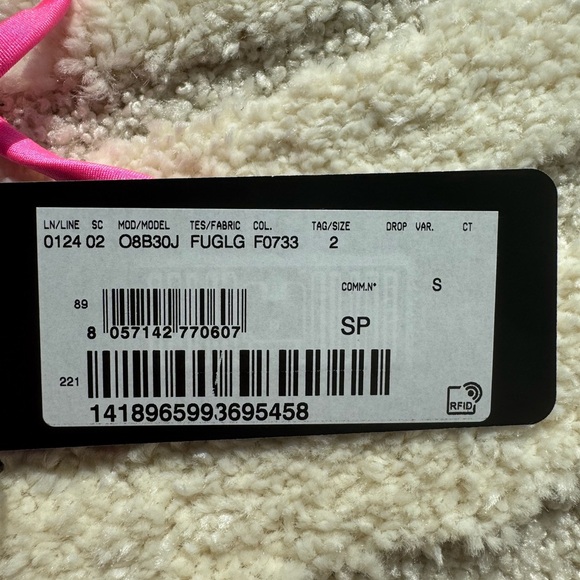 LN/LINE SC MOD/MODEL TES/FABRIC COL. TAG/SIZE DROP VAR. CT
0124 02 O8B30J FUGLG F0733 2
COMM.N° S
89
8 057142 770607
SP
221
1418965993695458
RFID